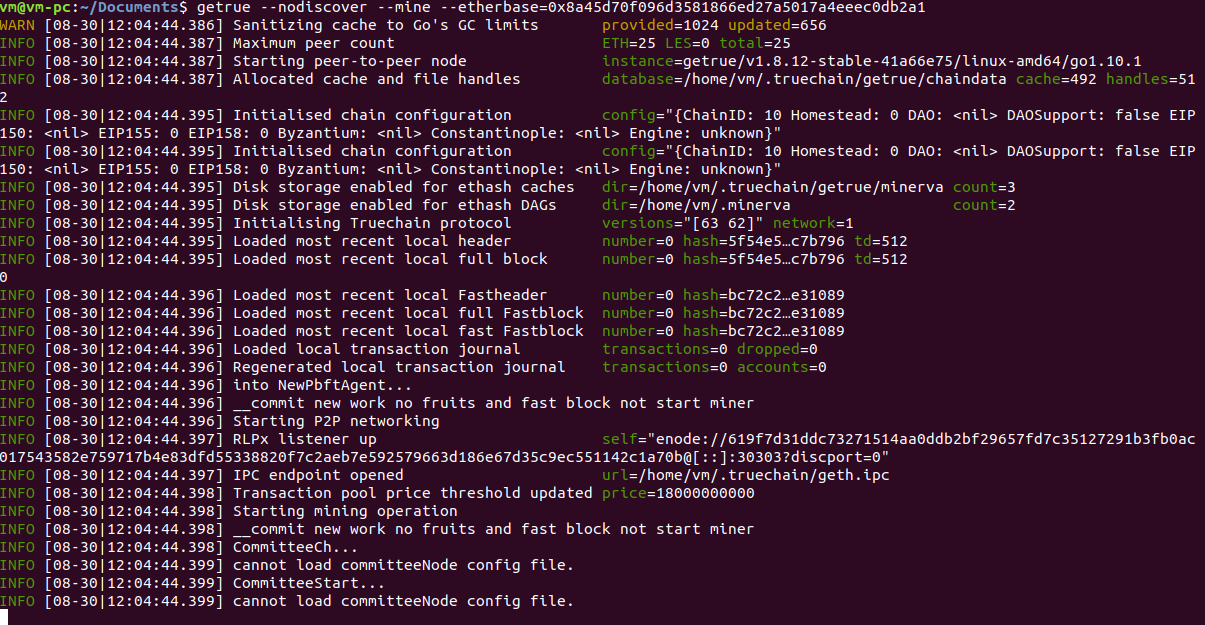 vm@vm-pc:~/Documents$ getrue --nodiscover --mine --etherbase=0x8a45d70f096d3581866ed27a5017a4eeec0db2a1
WARN [08-30|12:04:44.386] Sanitizing cache to Go's GC limits       provided=1024 updated=656
INFO [08-30|12:04:44.387] Maximum peer count                       ETH=25 LES=0 total=25
INFO [08-30|12:04:44.387] Starting peer-to-peer node               instance=getrue/v1.8.12-stable-41a66e75/linux-amd64/go1.10.1
INFO [08-30|12:04:44.387] Allocated cache and file handles         database=/home/vm/.truechain/getrue/chaindata cache=492 handles=51
2
INFO [08-30|12:04:44.395] Initialised chain configuration          config="{ChainID: 10 Homestead: 0 DAO: <nil> DAOSupport: false EIP
150: <nil> EIP155: 0 EIP158: 0 Byzantium: <nil> Constantinople: <nil> Engine: unknown}"
INFO [08-30|12:04:44.395] Initialised chain configuration          config="{ChainID: 10 Homestead: 0 DAO: <nil> DAOSupport: false EIP
150: <nil> EIP155: 0 EIP158: 0 Byzantium: <nil> Constantinople: <nil> Engine: unknown}"
INFO [08-30|12:04:44.395] Disk storage enabled for ethash caches   dir=/home/vm/.truechain/getrue/minerva count=3
INFO [08-30|12:04:44.395] Disk storage enabled for ethash DAGs     dir=/home/vm/.minerva                  count=2
INFO [08-30|12:04:44.395] Initialising Truechain protocol          versions="[63 62]" network=1
INFO [08-30|12:04:44.395] Loaded most recent local header          number=0 hash=5f54e5…c7b796 td=512
INFO [08-30|12:04:44.395] Loaded most recent local full block      number=0 hash=5f54e5…c7b796 td=512
0
INFO [08-30|12:04:44.396] Loaded most recent local Fastheader      number=0 hash=bc72c2…e31089
INFO [08-30|12:04:44.396] Loaded most recent local full Fastblock  number=0 hash=bc72c2…e31089
INFO [08-30|12:04:44.396] Loaded most recent local fast Fastblock  number=0 hash=bc72c2…e31089
INFO [08-30|12:04:44.396] Loaded local transaction journal         transactions=0 dropped=0
INFO [08-30|12:04:44.396] Regenerated local transaction journal    transactions=0 accounts=0
INFO [08-30|12:04:44.396] into NewPbftAgent...
INFO [08-30|12:04:44.396] __commit new work no fruits and fast block not start miner
INFO [08-30|12:04:44.396] Starting P2P networking
INFO [08-30|12:04:44.397] RLPx listener up                         self="enode://619f7d31ddc73271514aa0ddb2bf29657fd7c35127291b3fb0ac
017543582e759717b4e83dfd55338820f7c2aeb7e592579663d186e67d35c9ec551142c1a70b@[::]:30303?discport=0"
INFO [08-30|12:04:44.397] IPC endpoint opened                      url=/home/vm/.truechain/geth.ipc
INFO [08-30|12:04:44.398] Transaction pool price threshold updated price=18000000000
INFO [08-30|12:04:44.398] Starting mining operation
INFO [08-30|12:04:44.398] __commit new work no fruits and fast block not start miner
INFO [08-30|12:04:44.398] CommitteeCh...
INFO [08-30|12:04:44.399] cannot load committeeNode config file.
INFO [08-30|12:04:44.399] CommitteeStart...
INFO [08-30|12:04:44.399] cannot load committeeNode config file.